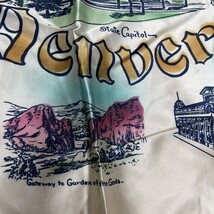 State Capitol
Denver
Gateway to Garden of the Gods